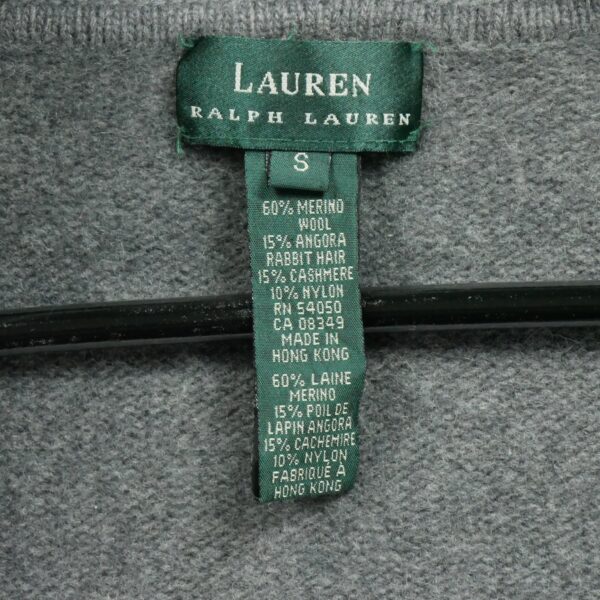 LAUREN
RALPH LAUREN
S
60% MERINO
WOOL
15% ANGORA
RABBIT HAIR
15% CASHMERE
10% NYLON
RN 54050
CA 08349
MADE IN
HONG KONG
60% LAINE
MERINO
15% POIL DE
LAPIN ANGORA
15% CACHEMIRE
10% NYLON
FABRIQUÉ À
HONG KONG